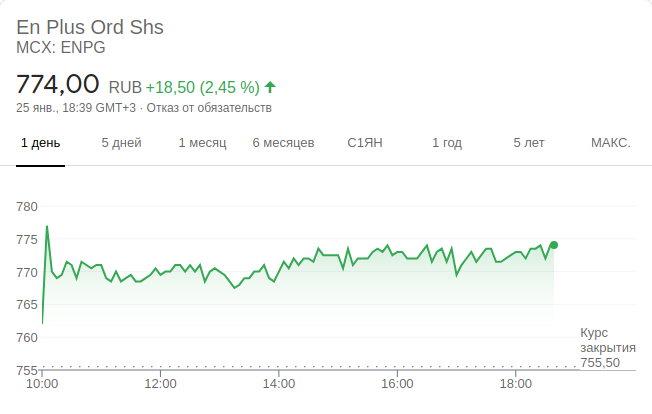 En Plus Ord Shs
MCX: ENPG
774,00 RUB +18,50 (2,45 %)
25 янв., 18:39 GMT+3 · Отказ от обязательств
1 день 5 дней 1 месяц 6 месяцев С1ЯН 1 год 5 лет МАКС.
780
775
770
765
760
Курс
закрытия
755,50
755
10:00 12:00 14:00 16:00 18:00